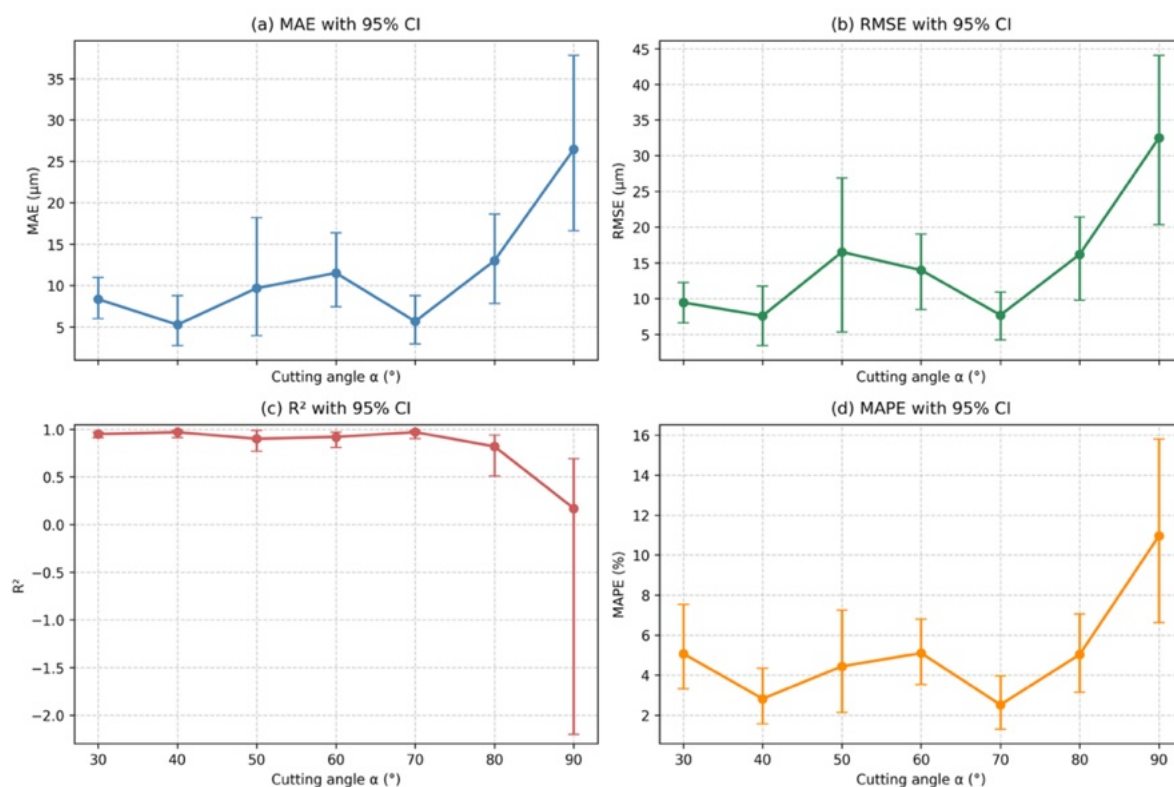 (a) MAE with 95% CI
MAE (μm)
35
30
25
20
15
10
5
Cutting angle α (°)
(b) RMSE with 95% CI
RMSE (μm)
45
40
35
30
25
20
15
10
5
Cutting angle α (°)
(c) R² with 95% CI
R²
1.0
0.5
0.0
−0.5
−1.0
−1.5
−2.0
30 40 50 60 70 80 90
Cutting angle α (°)
(d) MAPE with 95% CI
MAPE (%)
16
14
12
10
8
6
4
2
30 40 50 60 70 80 90
Cutting angle α (°)